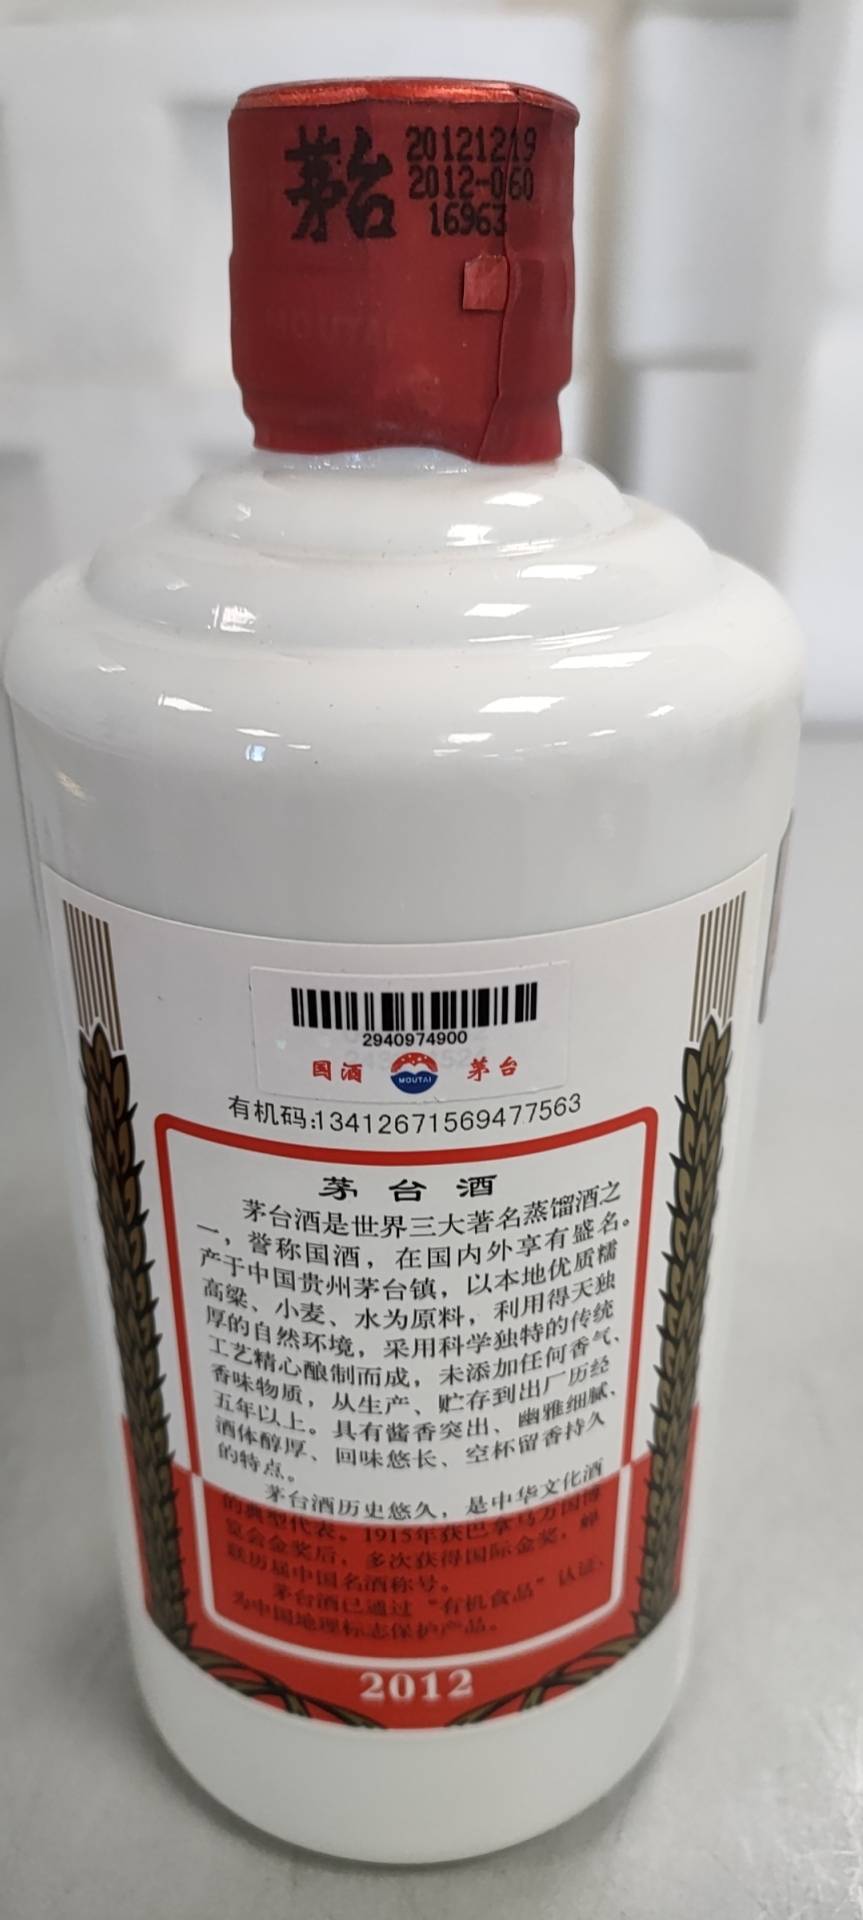 茅台
20121219
2012-060
16963
MOUTAI
2940974900
国酒 MOUTAI 茅台
有机码:134126715694​77563
茅台酒
茅台酒是世界三大著名蒸馏酒之
一，誉称国酒，在国内外享有盛名。
产于中国贵州茅台镇，以本地优质糯
高粱、小麦、水为原料，利用得天独
厚的自然环境，采用科学独特的传统
工艺精心酿制而成，未添加任何香气、
香味物质，从生产、贮存到出厂历经
五年以上。具有酱香突出、幽雅细腻、
酒体醇厚、回味悠长、空杯留香持久
的特点。
茅台酒历史悠久，是中华文化酒
的典型代表。1915年获巴拿马万国博
览会金奖后，多次获得国际金奖，蝉
联历届中国名酒称号。
茅台酒已通过“有机食品”认证、
为中国地理标志保护产品。
2012